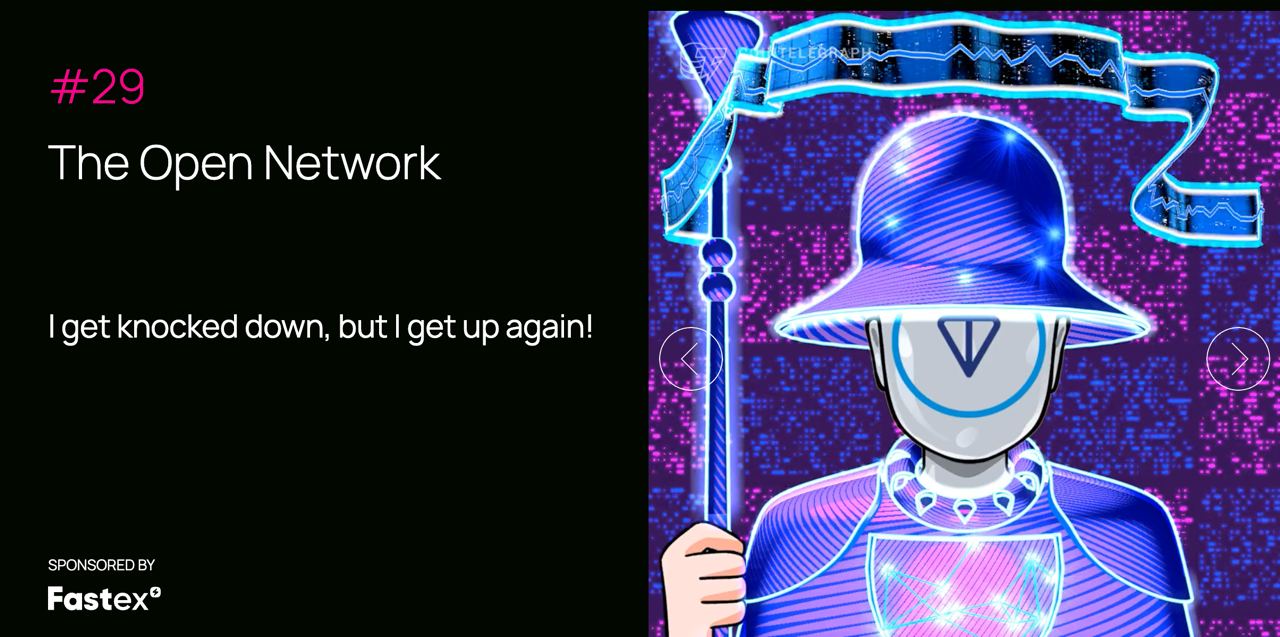 #29
The Open Network
I get knocked down, but I get up again!
SPONSORED BY
Fastex
COINTELEGRAPH